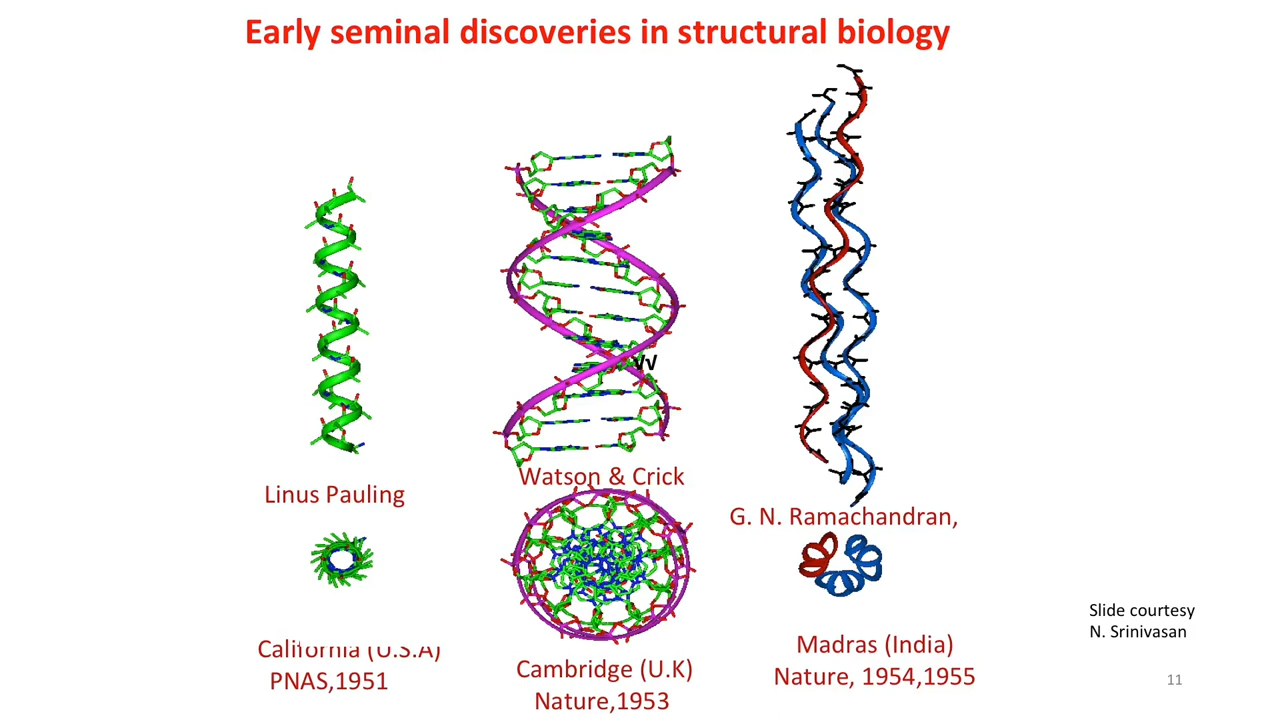 Early seminal discoveries in structural biology
Linus Pauling
California (U.S.A)
PNAS,1951
√√
Watson & Crick
Cambridge (U.K)
Nature,1953
G. N. Ramachandran,
Madras (India)
Nature, 1954,1955
Slide courtesy
N. Srinivasan
11